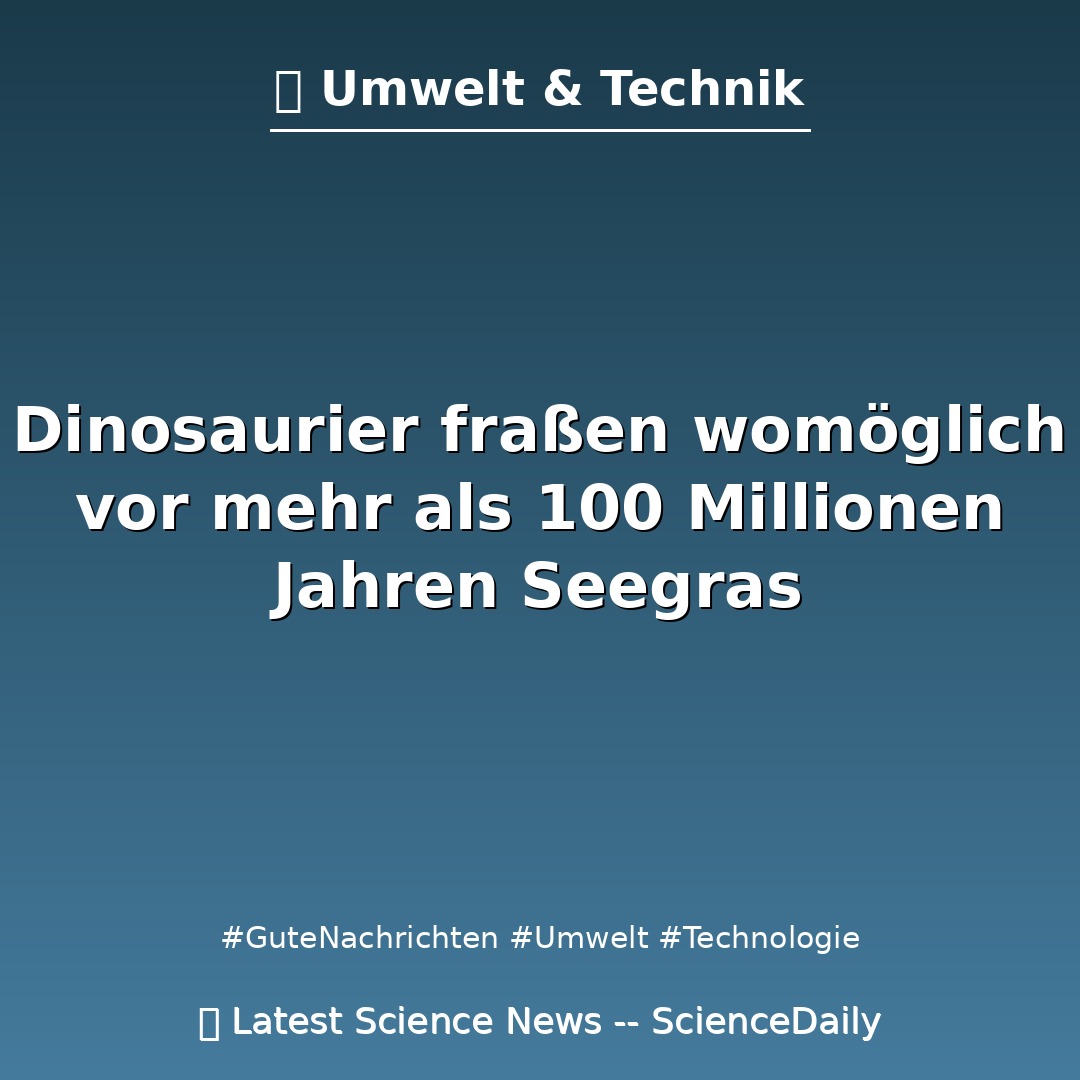 Umwelt & Technik
Dinosaurier fraßen womöglich
vor mehr als 100 Millionen
Jahren Seegras
#GuteNachrichten #Umwelt #Technologie
Latest Science News -- ScienceDaily